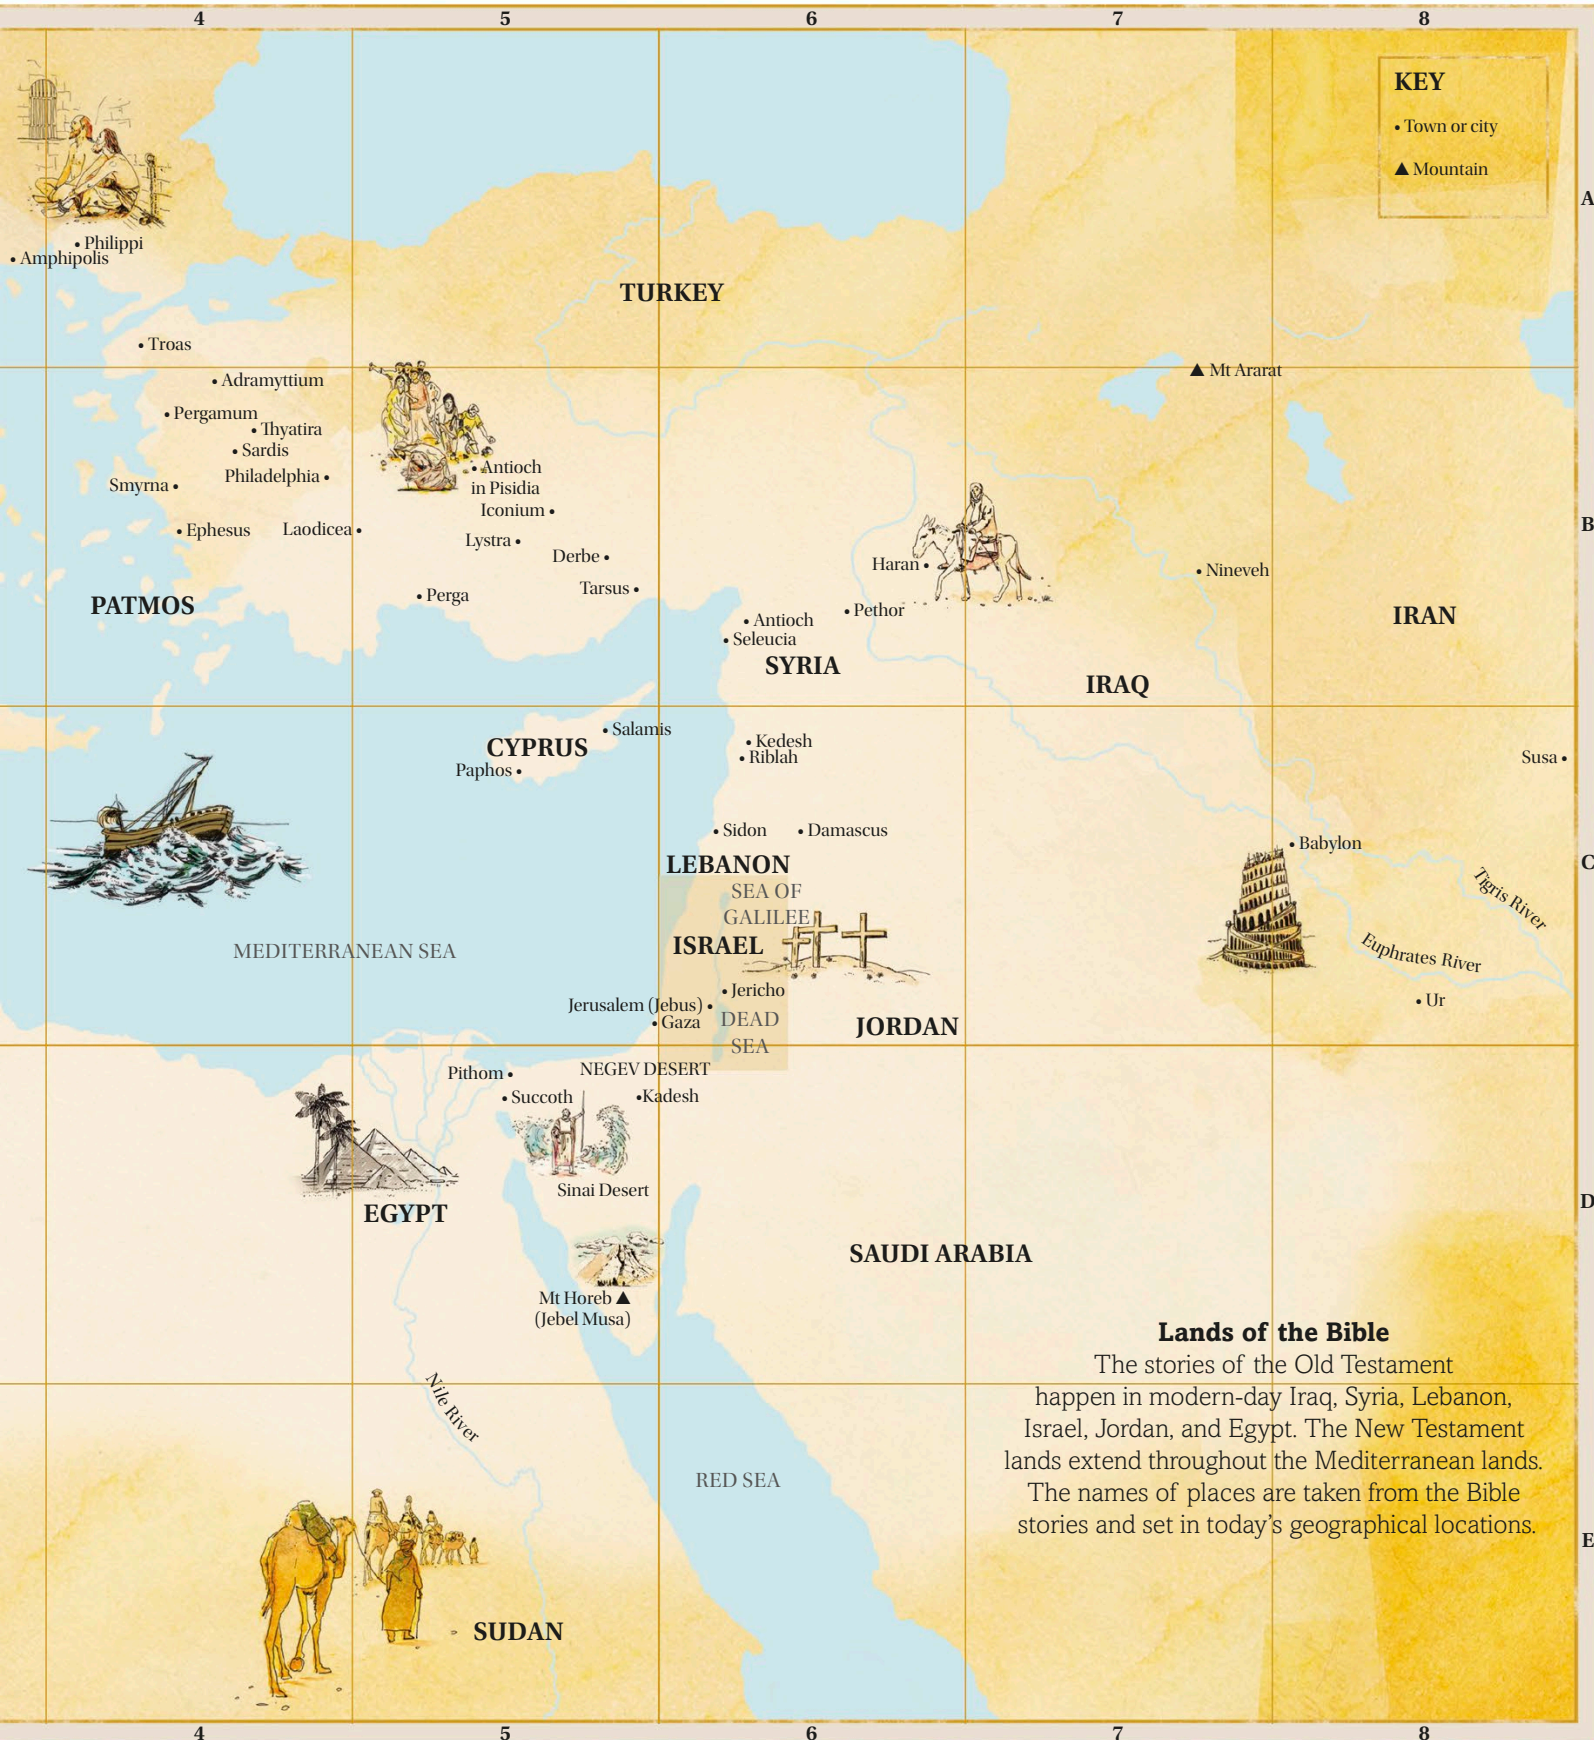 4 5 6 7 8
KEY
• Town or city
▲ Mountain
A
• Philippi
• Amphipolis
TURKEY
• Troas
▲ Mt Ararat
• Adramyttium
• Pergamum
• Thyatira
• Sardis
Philadelphia •
Smyrna •
• Antioch
in Pisidia
Iconium •
• Ephesus
Laodicea •
Lystra •
Derbe •
B
Haran •
• Nineveh
Tarsus •
• Perga
PATMOS
• Pethor
• Antioch
• Seleucia
IRAN
SYRIA
IRAQ
• Salamis
CYPRUS
Paphos •
• Kedesh
• Riblah
Susa •
• Sidon
• Damascus
• Babylon
LEBANON
C
SEA OF
GALILEE
Tigris River
ISRAEL
MEDITERRANEAN SEA
Euphrates River
• Jericho
Jerusalem (Jebus) •
• Ur
• Gaza
DEAD
SEA
JORDAN
Pithom •
NEGEV DESERT
• Succoth
•Kadesh
Sinai Desert
EGYPT
D
SAUDI ARABIA
Mt Horeb ▲
(Jebel Musa)
Lands of the Bible
The stories of the Old Testament
happen in modern-day Iraq, Syria, Lebanon,
Israel, Jordan, and Egypt. The New Testament
lands extend throughout the Mediterranean lands.
The names of places are taken from the Bible
stories and set in today's geographical locations.
Nile River
RED SEA
E
SUDAN
4 5 6 7 8